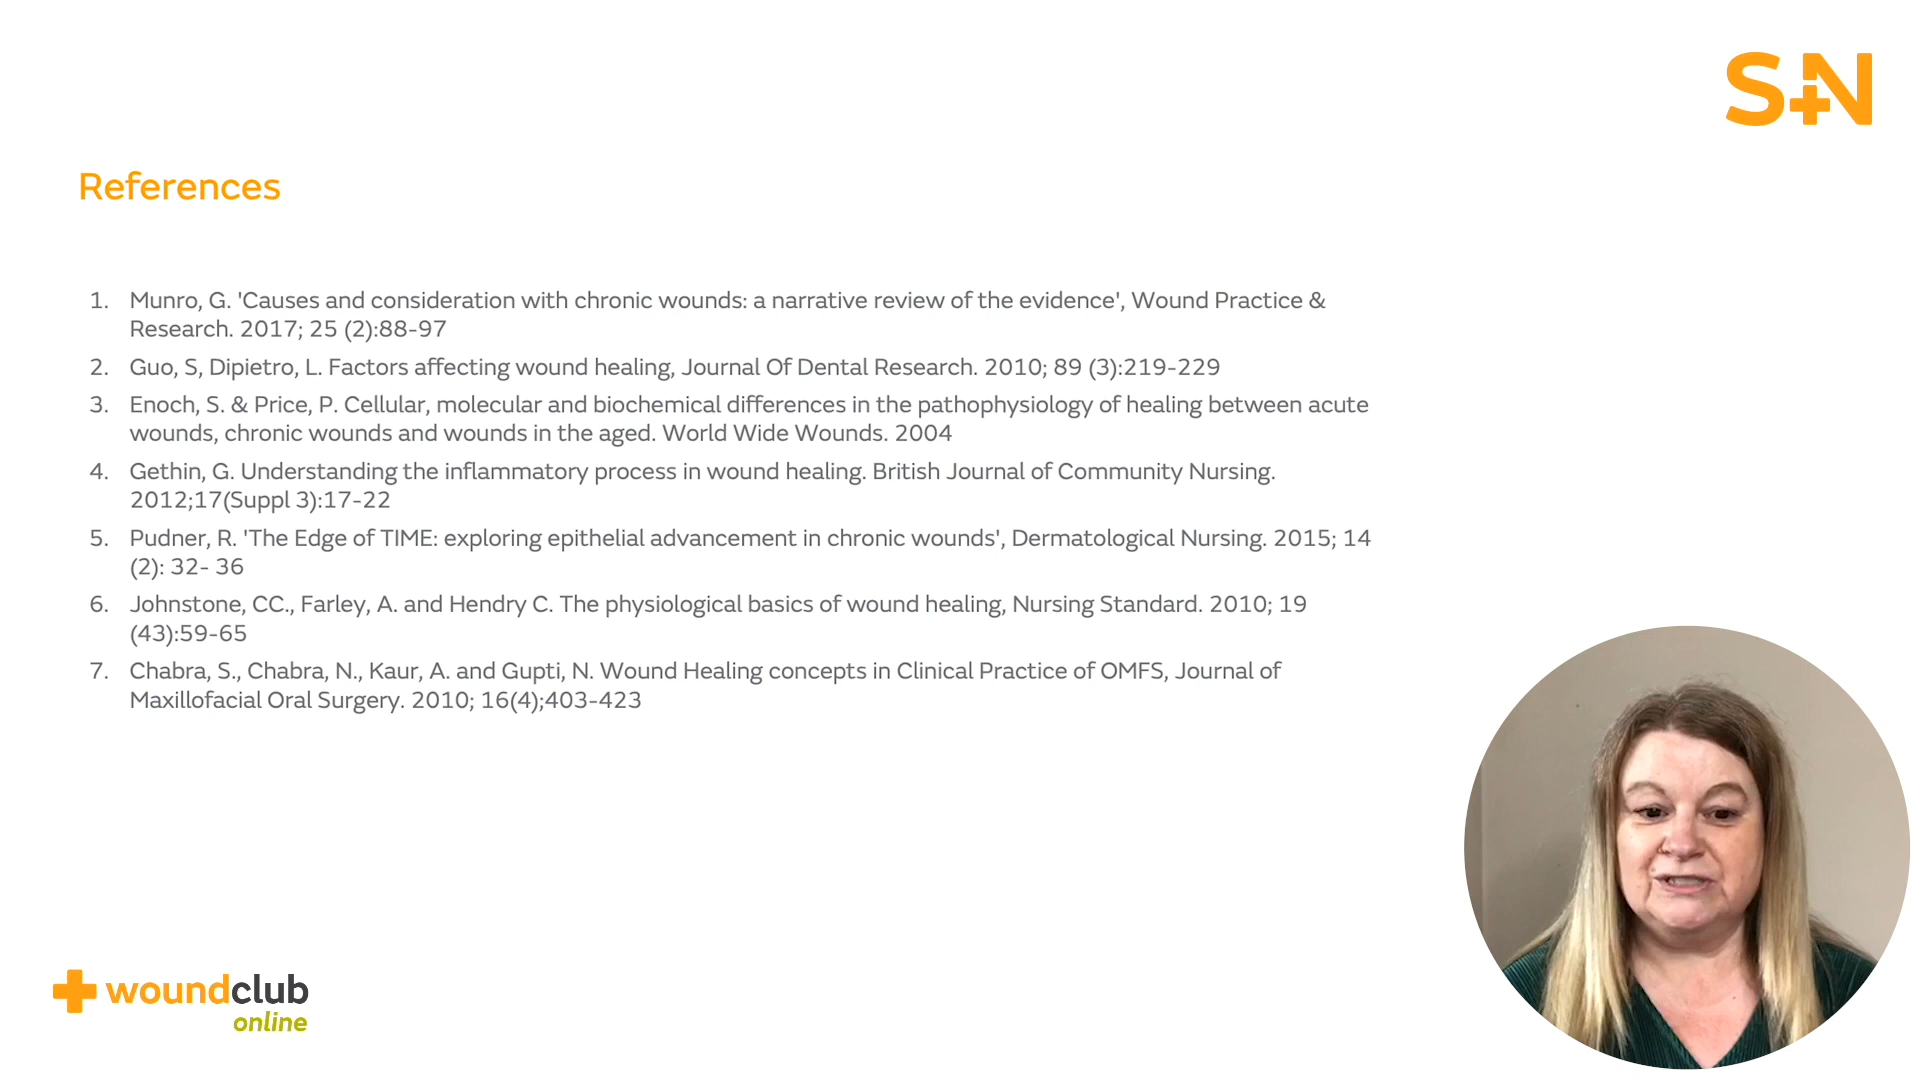 S+N
References
1. Munro, G. 'Causes and consideration with chronic wounds: a narrative review of the evidence', Wound Practice &
Research. 2017; 25 (2):88-97
2. Guo, S, Dipietro, L. Factors affecting wound healing, Journal Of Dental Research. 2010; 89 (3):219-229
3. Enoch, S. & Price, P. Cellular, molecular and biochemical differences in the pathophysiology of healing between acute
wounds, chronic wounds and wounds in the aged. World Wide Wounds. 2004
4. Gethin, G. Understanding the inflammatory process in wound healing. British Journal of Community Nursing.
2012;17(Suppl 3):17-22
5. Pudner, R. 'The Edge of TIME: exploring epithelial advancement in chronic wounds', Dermatological Nursing. 2015; 14
(2): 32- 36
6. Johnstone, CC., Farley, A. and Hendry C. The physiological basics of wound healing, Nursing Standard. 2010; 19
(43):59-65
7. Chabra, S., Chabra, N., Kaur, A. and Gupti, N. Wound Healing concepts in Clinical Practice of OMFS, Journal of
Maxillofacial Oral Surgery. 2010; 16(4);403-423
woundclub
online